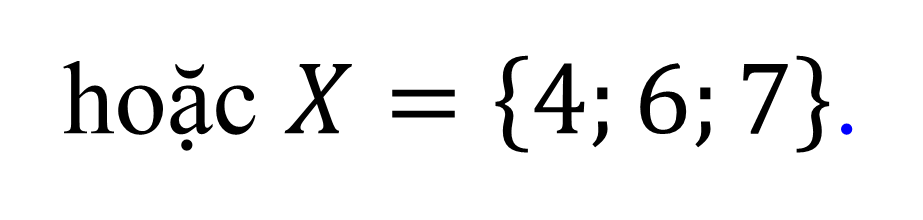 hoặc X = {4; 6; 7}.